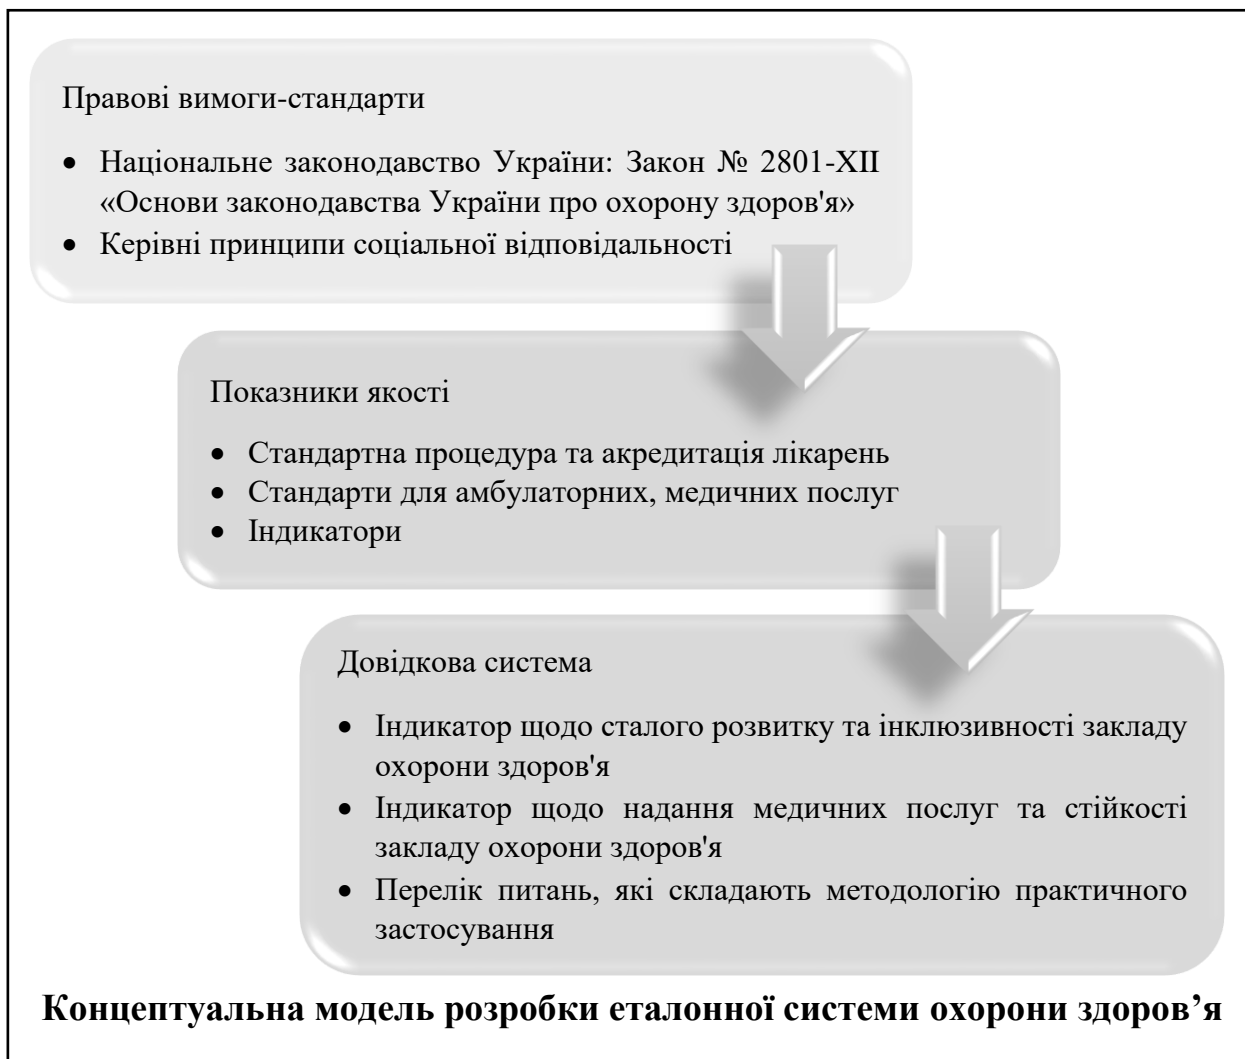 Правові вимоги-стандарти
• Національне законодавство України: Закон № 2801-XII
«Основи законодавства України про охорону здоров'я»
• Керівні принципи соціальної відповідальності
Показники якості
• Стандартна процедура та акредитація лікарень
• Стандарти для амбулаторних, медичних послуг
• Індикатори
Довідкова система
• Індикатор щодо сталого розвитку та інклюзивності закладу
охорони здоров'я
• Індикатор щодо надання медичних послуг та стійкості
закладу охорони здоров'я
• Перелік питань, які складають методологію практичного
застосування
Концептуальна модель розробки еталонної системи охорони здоров’я